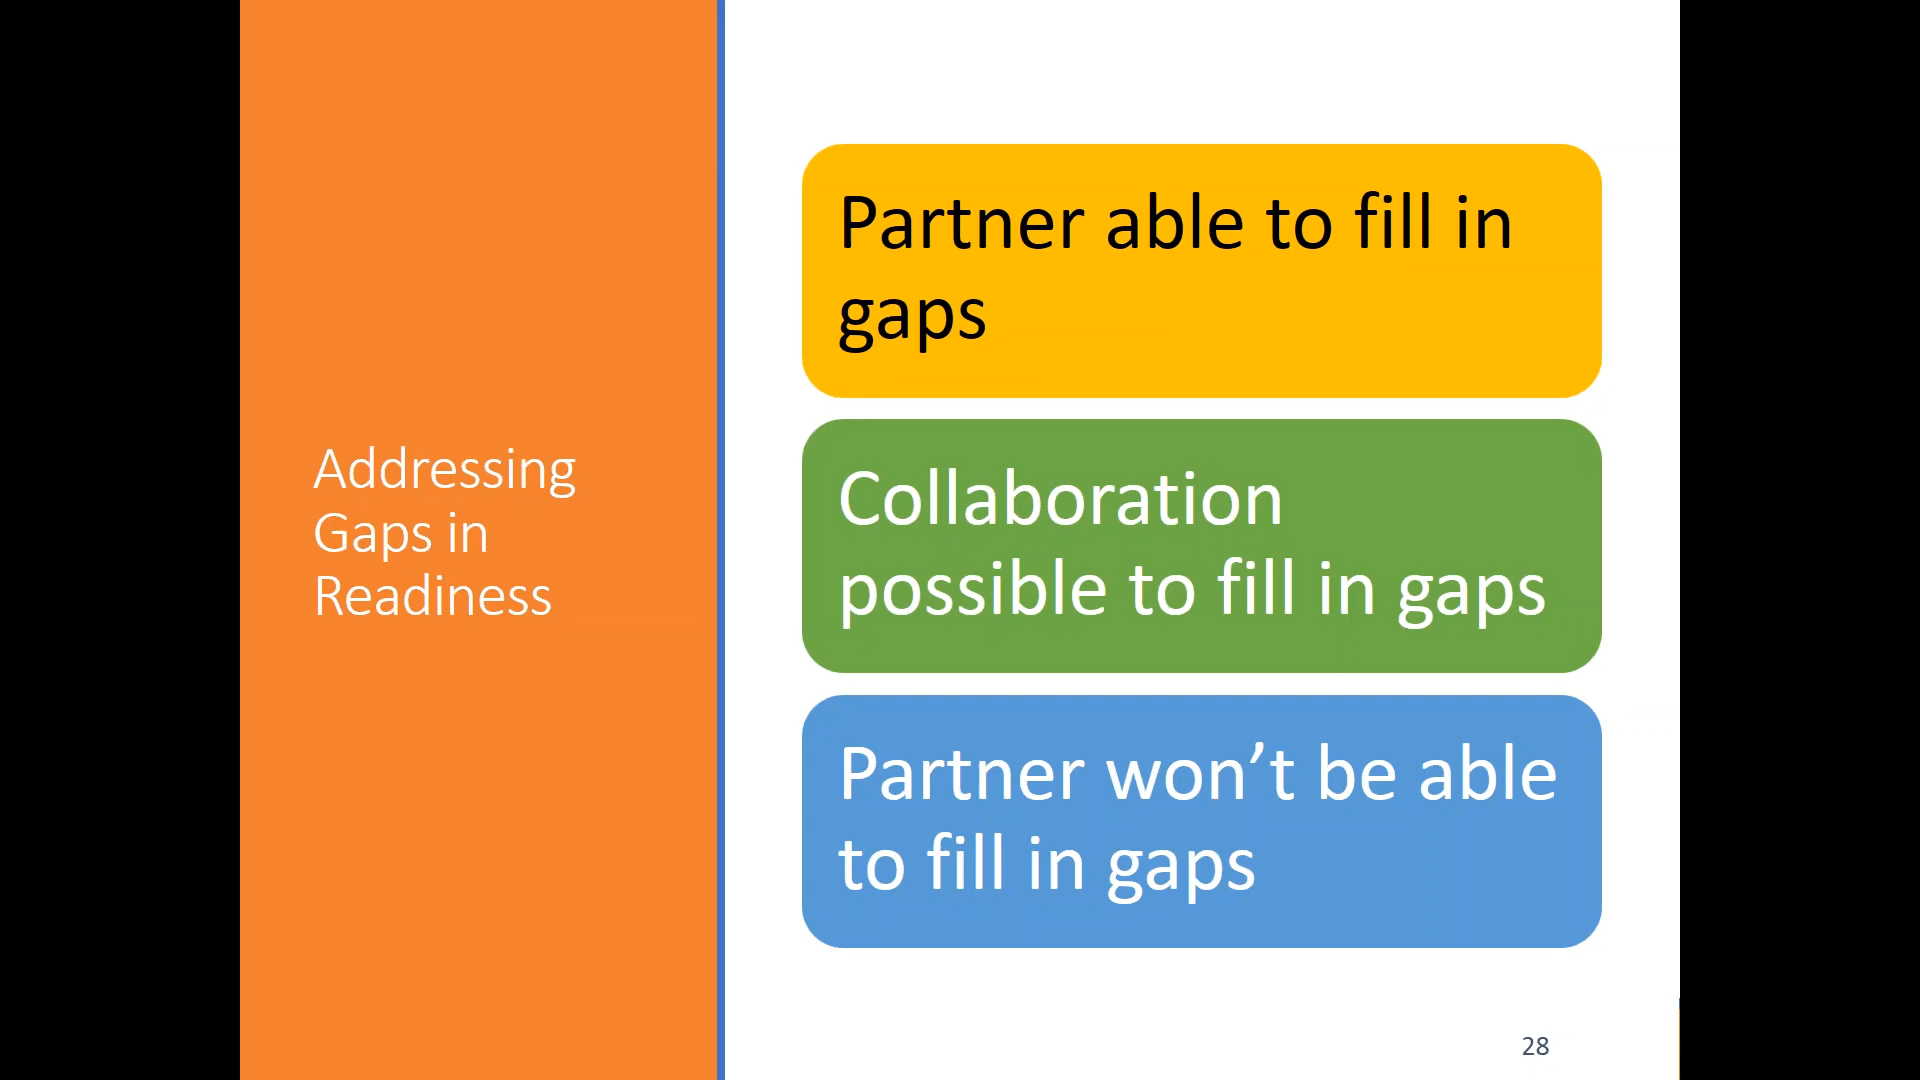 Addressing
Gaps in
Readiness
Partner able to fill in
gaps
Collaboration
possible to fill in gaps
Partner won’t be able
to fill in gaps
28